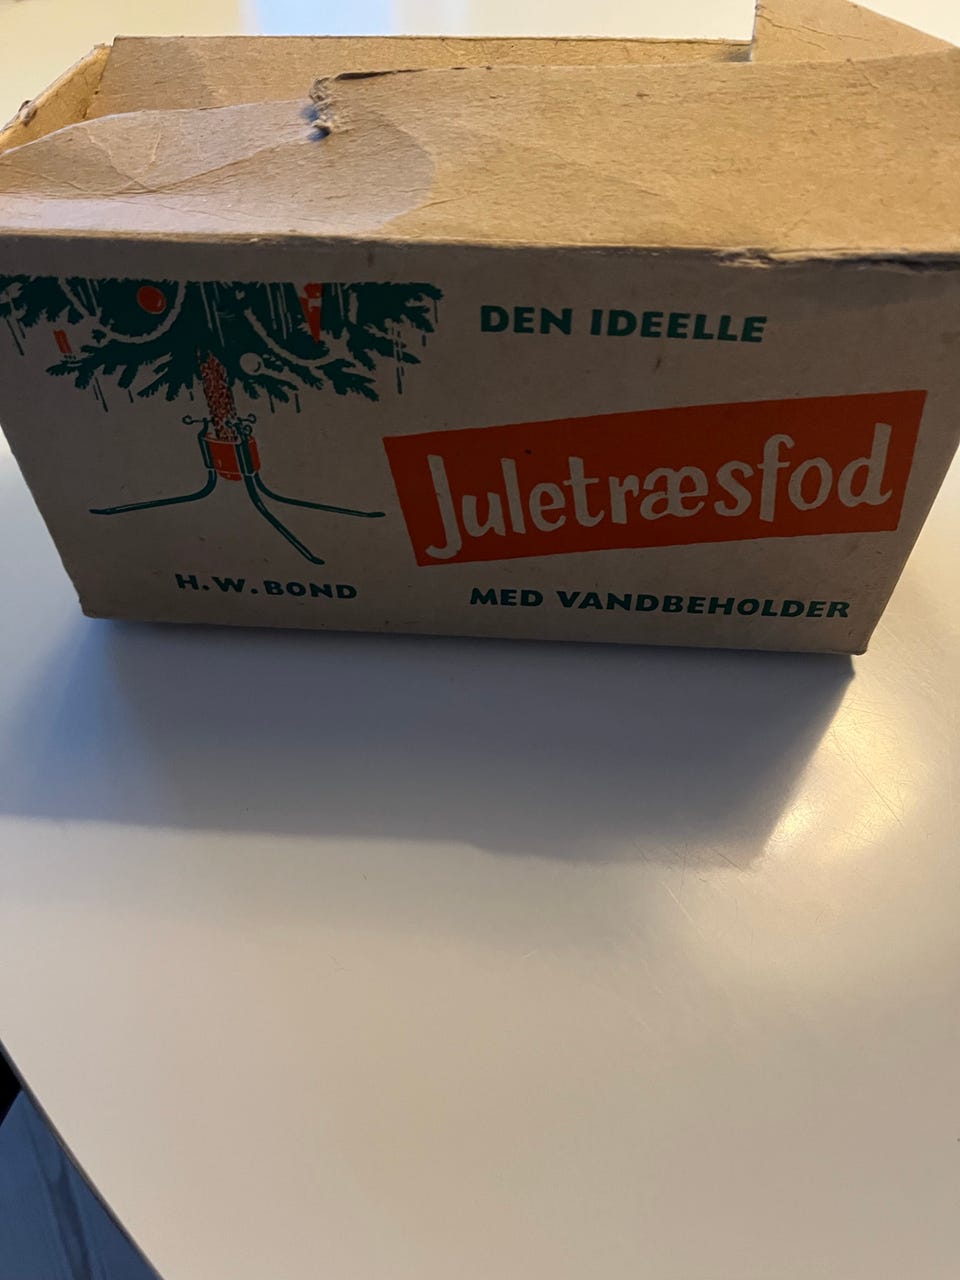 DEN IDEELLE
Juletræsfod
H.W.BOND
MED VANDBEHOLDER